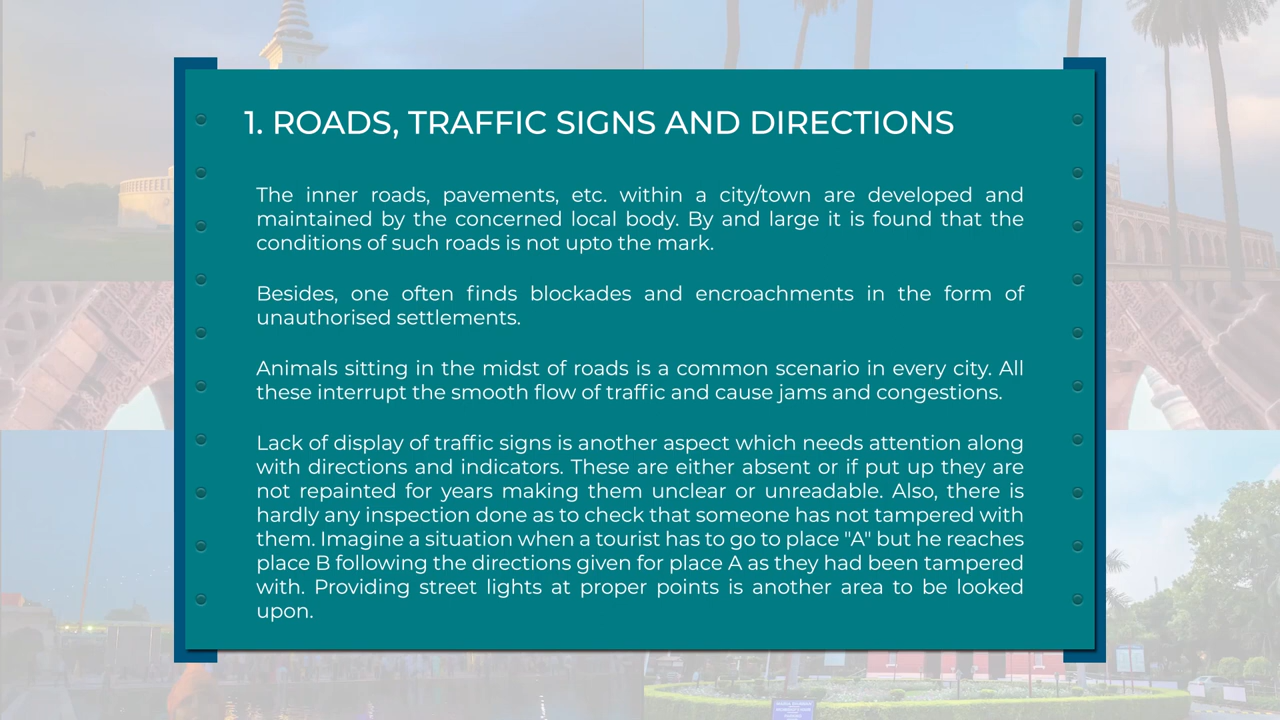 1. ROADS, TRAFFIC SIGNS AND DIRECTIONS
The inner roads, pavements, etc. within a city/town are developed and
maintained by the concerned local body. By and large it is found that the
conditions of such roads is not upto the mark.
Besides, one often finds blockades and encroachments in the form of
unauthorised settlements.
Animals sitting in the midst of roads is a common scenario in every city. All
these interrupt the smooth flow of traffic and cause jams and congestions.
Lack of display of traffic signs is another aspect which needs attention along
with directions and indicators. These are either absent or if put up they are
not repainted for years making them unclear or unreadable. Also, there is
hardly any inspection done as to check that someone has not tampered with
them. Imagine a situation when a tourist has to go to place "A" but he reaches
place B following the directions given for place A as they had been tampered
with. Providing street lights at proper points is another area to be looked
upon.